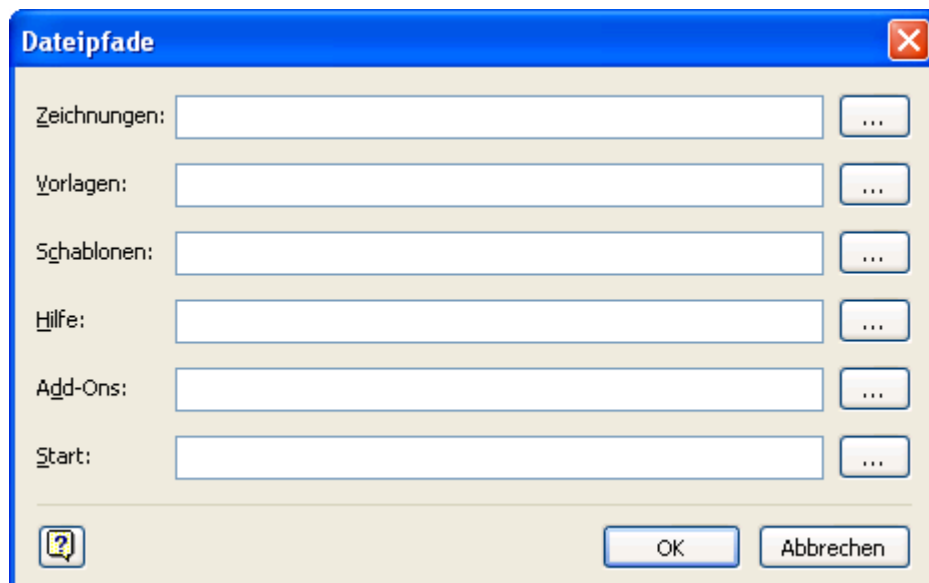 Dateipfade
Zeichnungen: ...
Vorlagen: ...
Schablonen: ...
Hilfe: ...
Add-Ons: ...
Start: ...
? OK Abbrechen